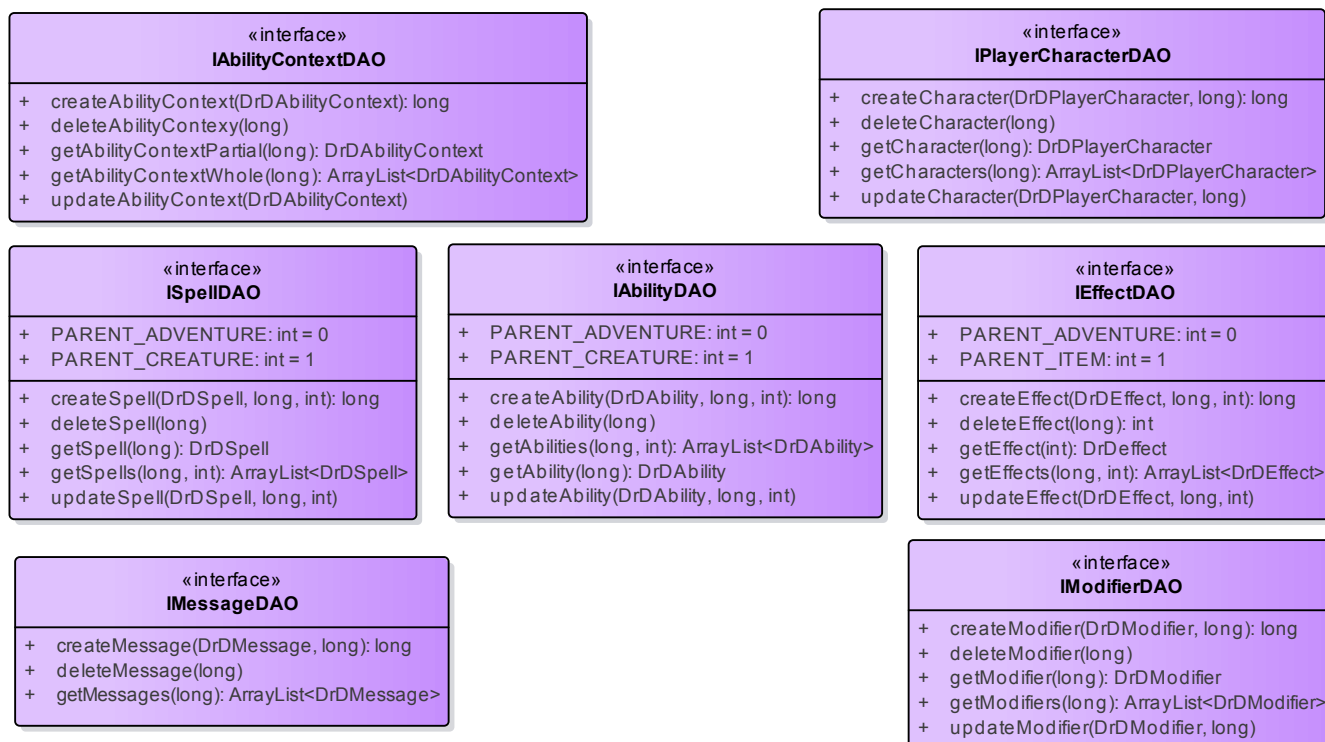 «interface»
IAbilityContextDAO
+ createAbilityContext(DrDAbilityContext): long
+ deleteAbilityContexy(long)
+ getAbilityContextPartial(long): DrDAbilityContext
+ getAbilityContextWhole(long): ArrayList<DrDAbilityContext>
+ updateAbilityContext(DrDAbilityContext)
«interface»
IPlayerCharacterDAO
+ createCharacter(DrDPlayerCharacter, long): long
+ deleteCharacter(long)
+ getCharacter(long): DrDPlayerCharacter
+ getCharacters(long): ArrayList<DrDPlayerCharacter>
+ updateCharacter(DrDPlayerCharacter, long)
«interface»
ISpellDAO
+ PARENT_ADVENTURE: int = 0
+ PARENT_CREATURE: int = 1
+ createSpell(DrDSpell, long, int): long
+ deleteSpell(long)
+ getSpell(long): DrDSpell
+ getSpells(long, int): ArrayList<DrDSpell>
+ updateSpell(DrDSpell, long, int)
«interface»
IAbilityDAO
+ PARENT_ADVENTURE: int = 0
+ PARENT_CREATURE: int = 1
+ createAbility(DrDAbility, long, int): long
+ deleteAbility(long)
+ getAbilities(long, int): ArrayList<DrDAbility>
+ getAbility(long): DrDAbility
+ updateAbility(DrDAbility, long, int)
«interface»
IEffectDAO
+ PARENT_ADVENTURE: int = 0
+ PARENT_ITEM: int = 1
+ createEffect(DrDEffect, long, int): long
+ deleteEffect(long): int
+ getEffect(int): DrDeffect
+ getEffects(long, int): ArrayList<DrDEffect>
+ updateEffect(DrDEffect, long, int)
«interface»
IMessageDAO
+ createMessage(DrDMessage, long): long
+ deleteMessage(long)
+ getMessages(long): ArrayList<DrDMessage>
«interface»
IModifierDAO
+ createModifier(DrDModifier, long): long
+ deleteModifier(long)
+ getModifier(long): DrDModifier
+ getModifiers(long): ArrayList<DrDModifier>
+ updateModifier(DrDModifier, long)